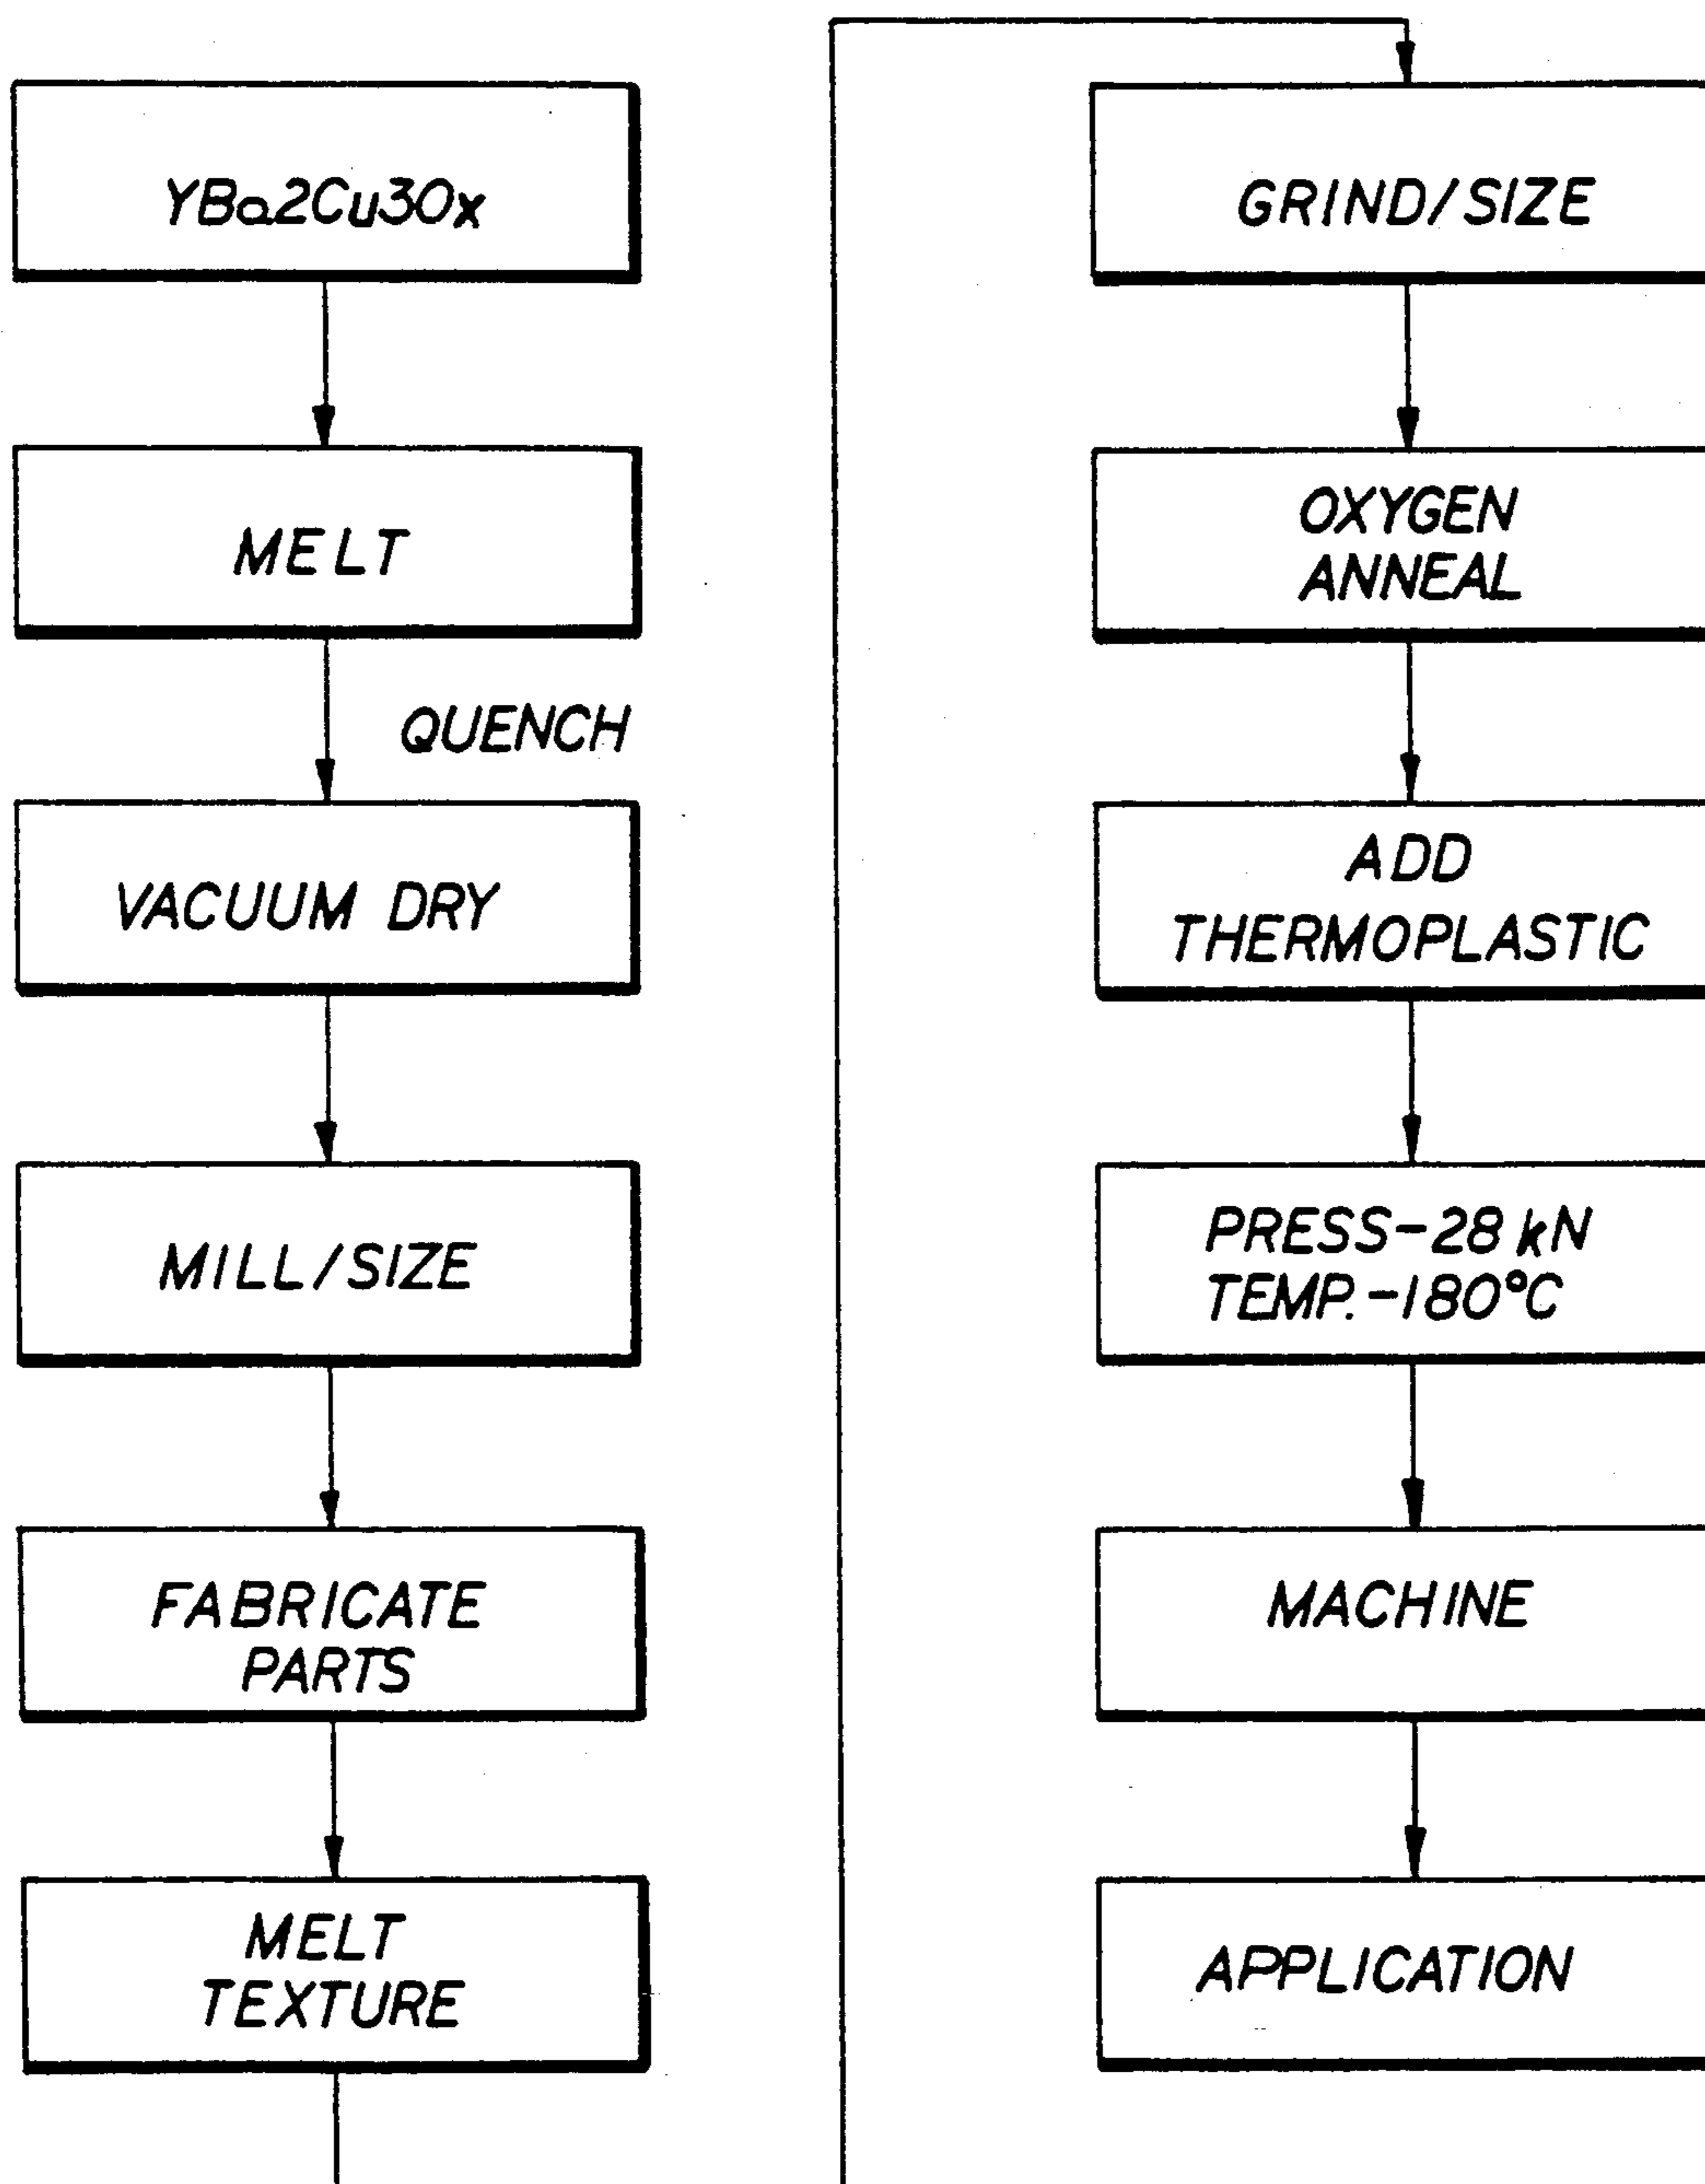 YBa2Cu3Ox
MELT
QUENCH
VACUUM DRY
MILL/SIZE
FABRICATE
PARTS
MELT
TEXTURE
GRIND/SIZE
OXYGEN
ANNEAL
ADD
THERMOPLASTIC
PRESS-28 kN
TEMP.-180°C
MACHINE
APPLICATION